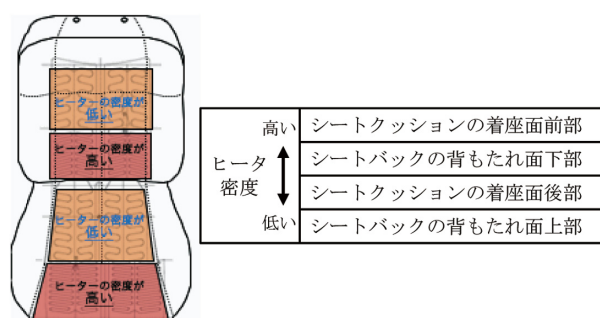 ヒーターの密度が
低い
ヒーターの密度が
高い
ヒーターの密度が
低い
ヒーターの密度が
高い
高い
ヒータ
密度
低い
シートクッションの着座面前部
シートバックの背もたれ面下部
シートクッションの着座面後部
シートバックの背もたれ面上部